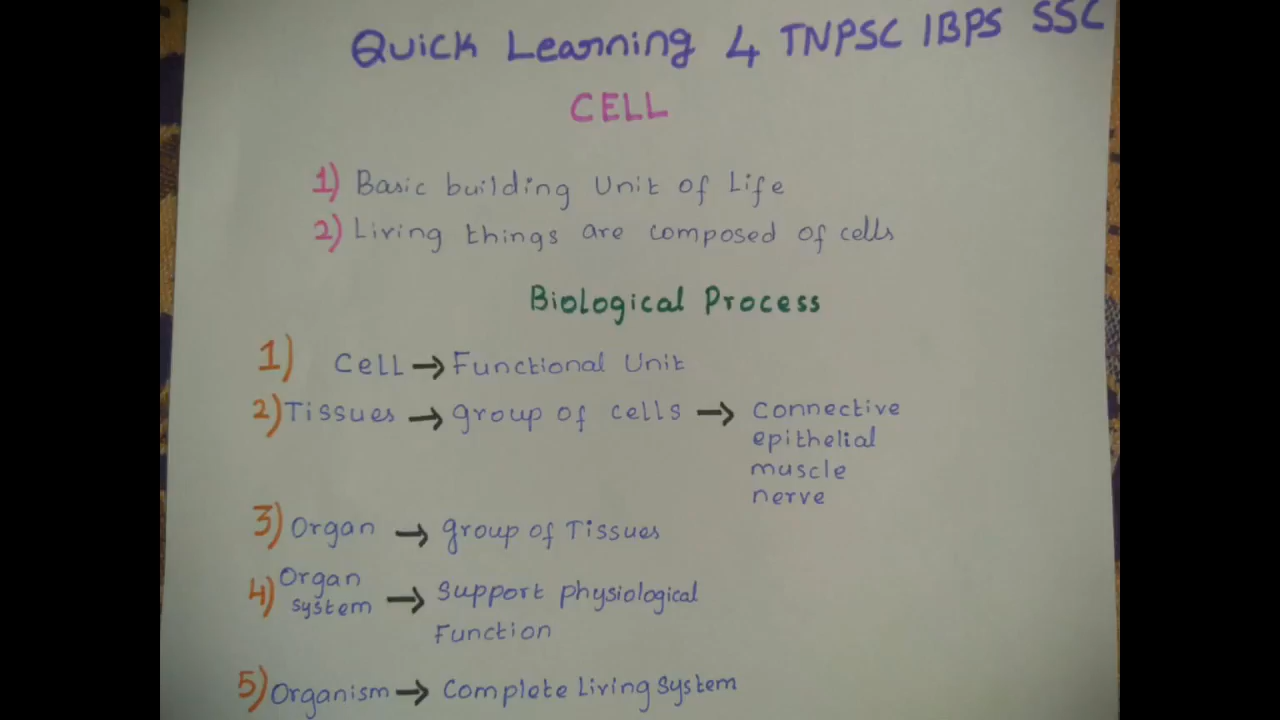 Quick Learning 4 TNPSC IBPS SSC
CELL
1) Basic building Unit of Life
2) Living things are composed of cells
Biological Process
1) Cell → Functional Unit
2) Tissues → group of cells → connective
epithelial
muscle
nerve
3) Organ → group of Tissues
4) Organ system → Support physiological
Function
5) Organism → Complete Living System